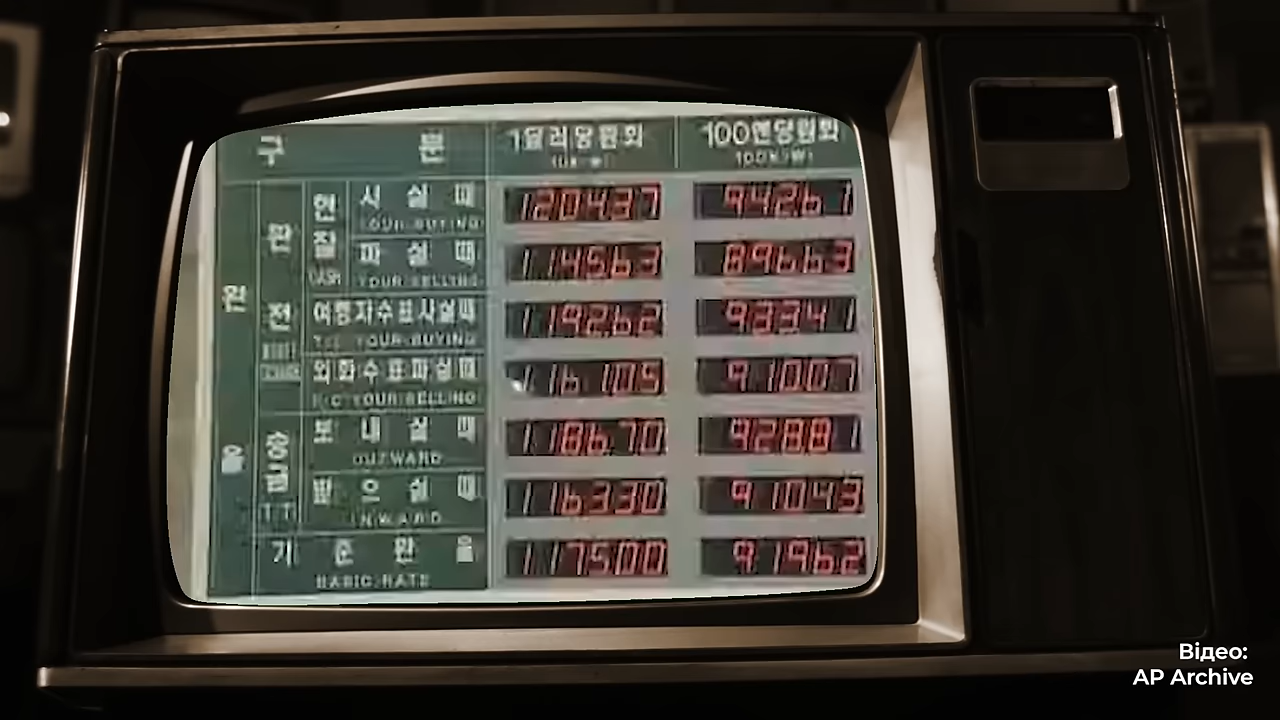 구 분 1달러당원화 100엔당원화
환율
환전
현찰 CASH
사 실 때 1204.37 942.61
YOUR BUYING
파 실 때 1145.63 896.63
YOUR SELLING
여행자수표사실때 1192.62 933.41
T/C YOUR BUYING
외화수표파실때 1161.05 910.07
YOUR SELLING
송금 T.T
보 내 실 때 1186.70 928.81
OUTWARD
받 으 실 때 1163.30 910.43
INWARD
기 준 환 율 1175.00 919.62
BASIC RATE
Відео:
AP Archive